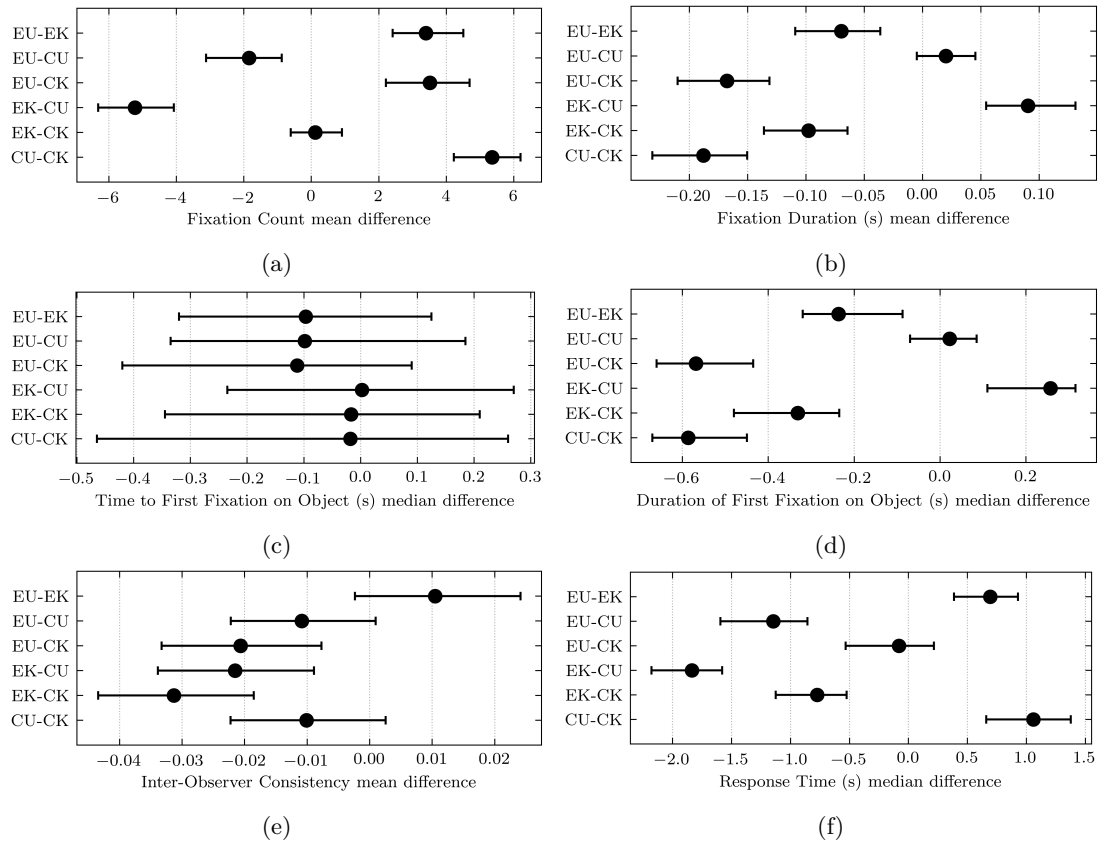 EU-EK
EU-CU
EU-CK
EK-CU
EK-CK
CU-CK
−6 −4 −2 0 2 4 6
Fixation Count mean difference
(a)
EU-EK
EU-CU
EU-CK
EK-CU
EK-CK
CU-CK
−0.20 −0.15 −0.10 −0.05 0.00 0.05 0.10
Fixation Duration (s) mean difference
(b)
EU-EK
EU-CU
EU-CK
EK-CU
EK-CK
CU-CK
−0.5 −0.4 −0.3 −0.2 −0.1 0.0 0.1 0.2 0.3
Time to First Fixation on Object (s) median difference
(c)
EU-EK
EU-CU
EU-CK
EK-CU
EK-CK
CU-CK
−0.6 −0.4 −0.2 0.0 0.2
Duration of First Fixation on Object (s) median difference
(d)
EU-EK
EU-CU
EU-CK
EK-CU
EK-CK
CU-CK
−0.04 −0.03 −0.02 −0.01 0.00 0.01 0.02
Inter-Observer Consistency mean difference
(e)
EU-EK
EU-CU
EU-CK
EK-CU
EK-CK
CU-CK
−2.0 −1.5 −1.0 −0.5 0.0 0.5 1.0 1.5
Response Time (s) median difference
(f)